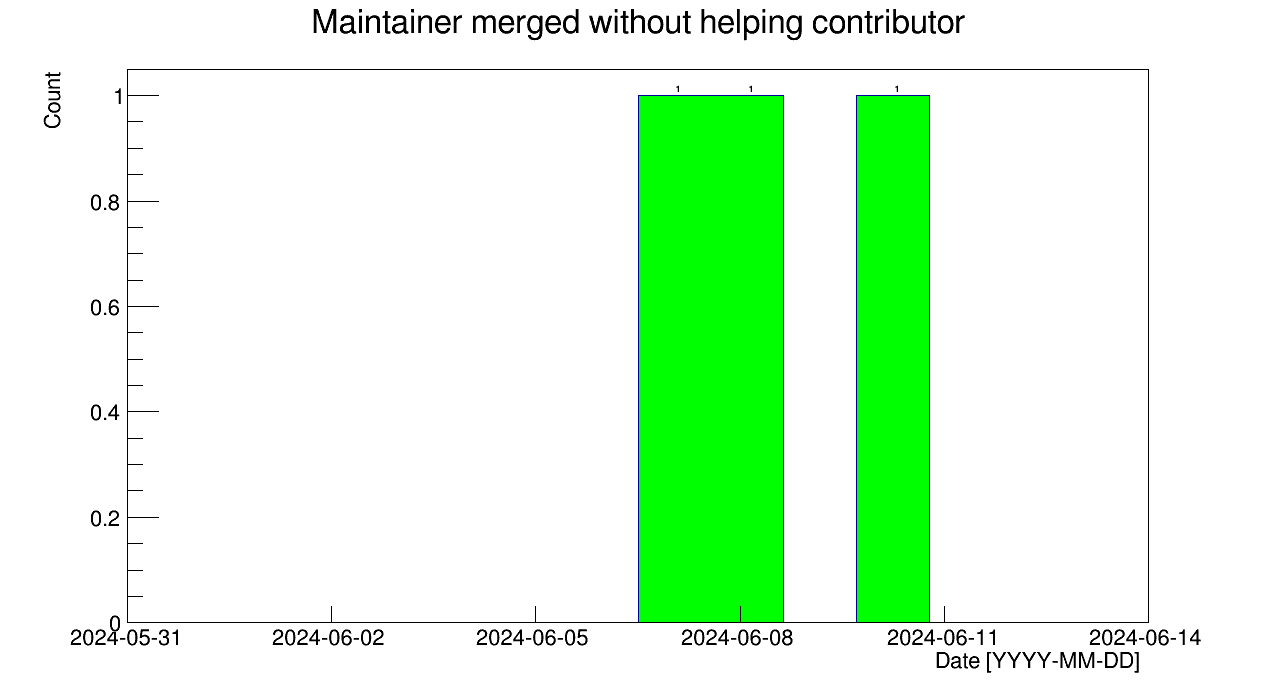 Maintainer merged without helping contributor
Count
1 1 1
1
0.8
0.6
0.4
0.2
0
2024-05-31 2024-06-02 2024-06-05 2024-06-08 2024-06-11 2024-06-14
Date [YYYY-MM-DD]